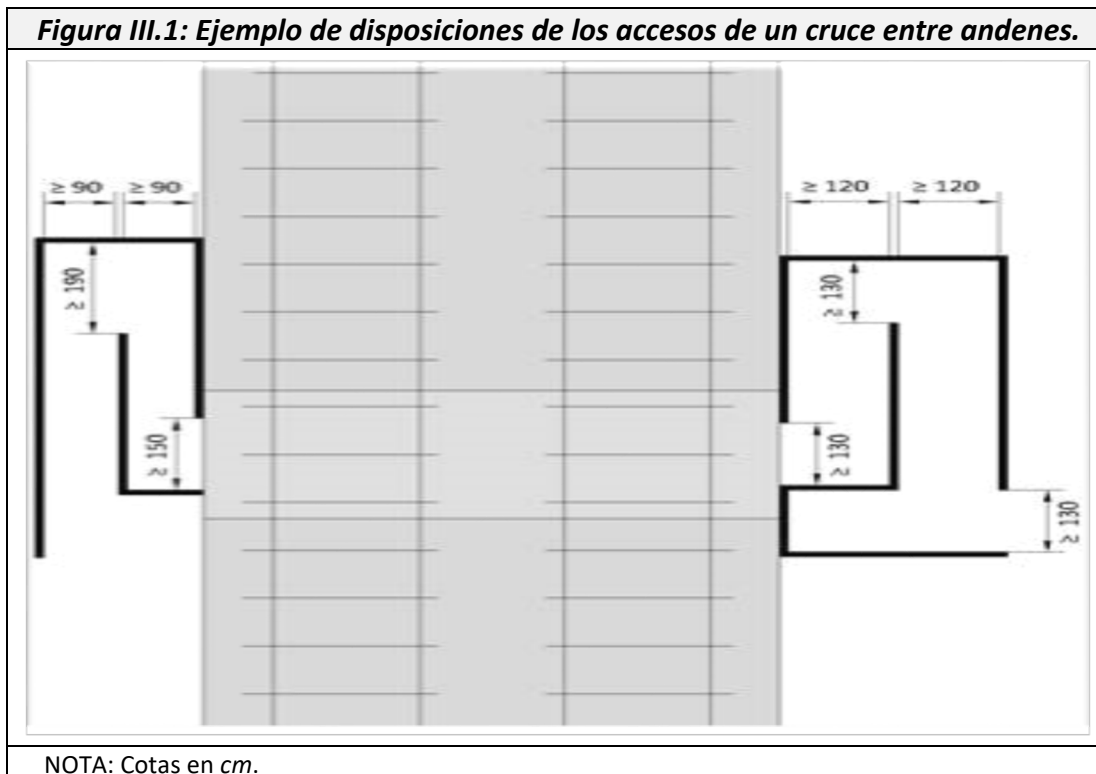 Figura III.1: Ejemplo de disposiciones de los accesos de un cruce entre andenes.
≥ 90 ≥ 90
≥ 120 ≥ 120
≥ 190
≥ 130
≥ 150
≥ 130
≥ 130
NOTA: Cotas en cm.